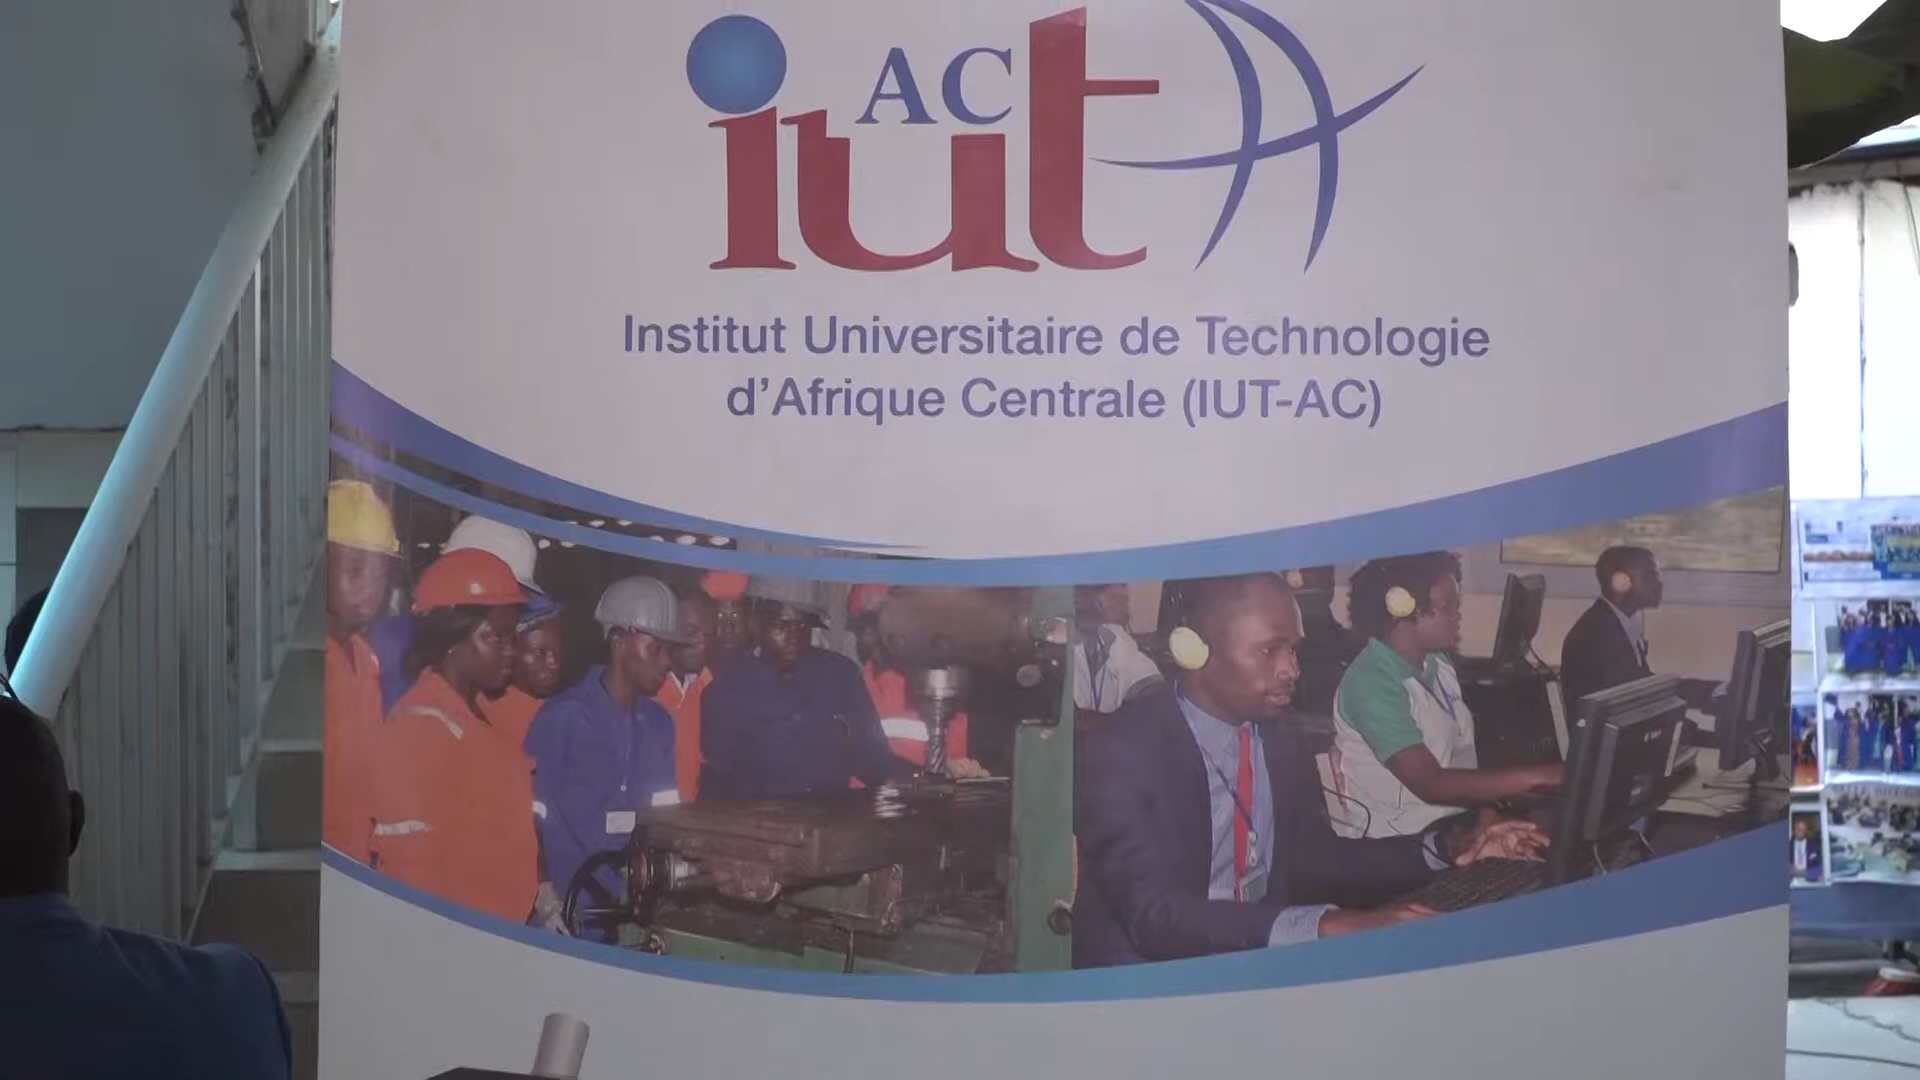 AC
iut
Institut Universitaire de Technologie
d'Afrique Centrale (IUT-AC)